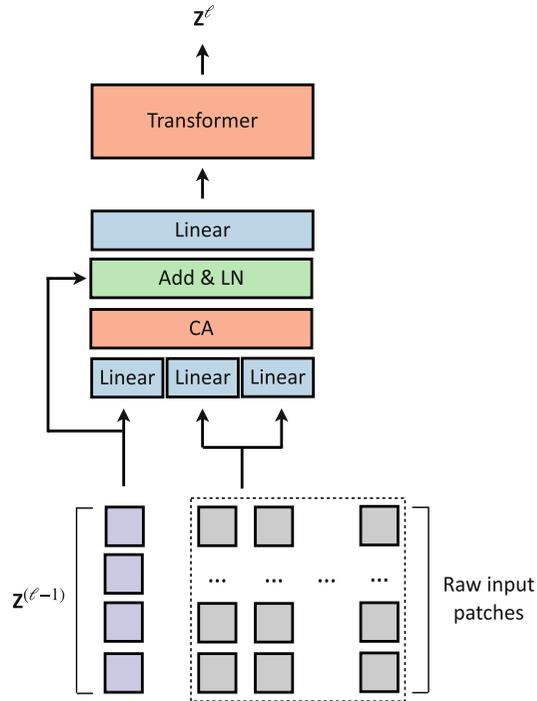 Z^ℓ
Transformer
Linear
Add & LN
CA
Linear Linear Linear
... ... ... ...
Z^(ℓ−1)
Raw input
patches